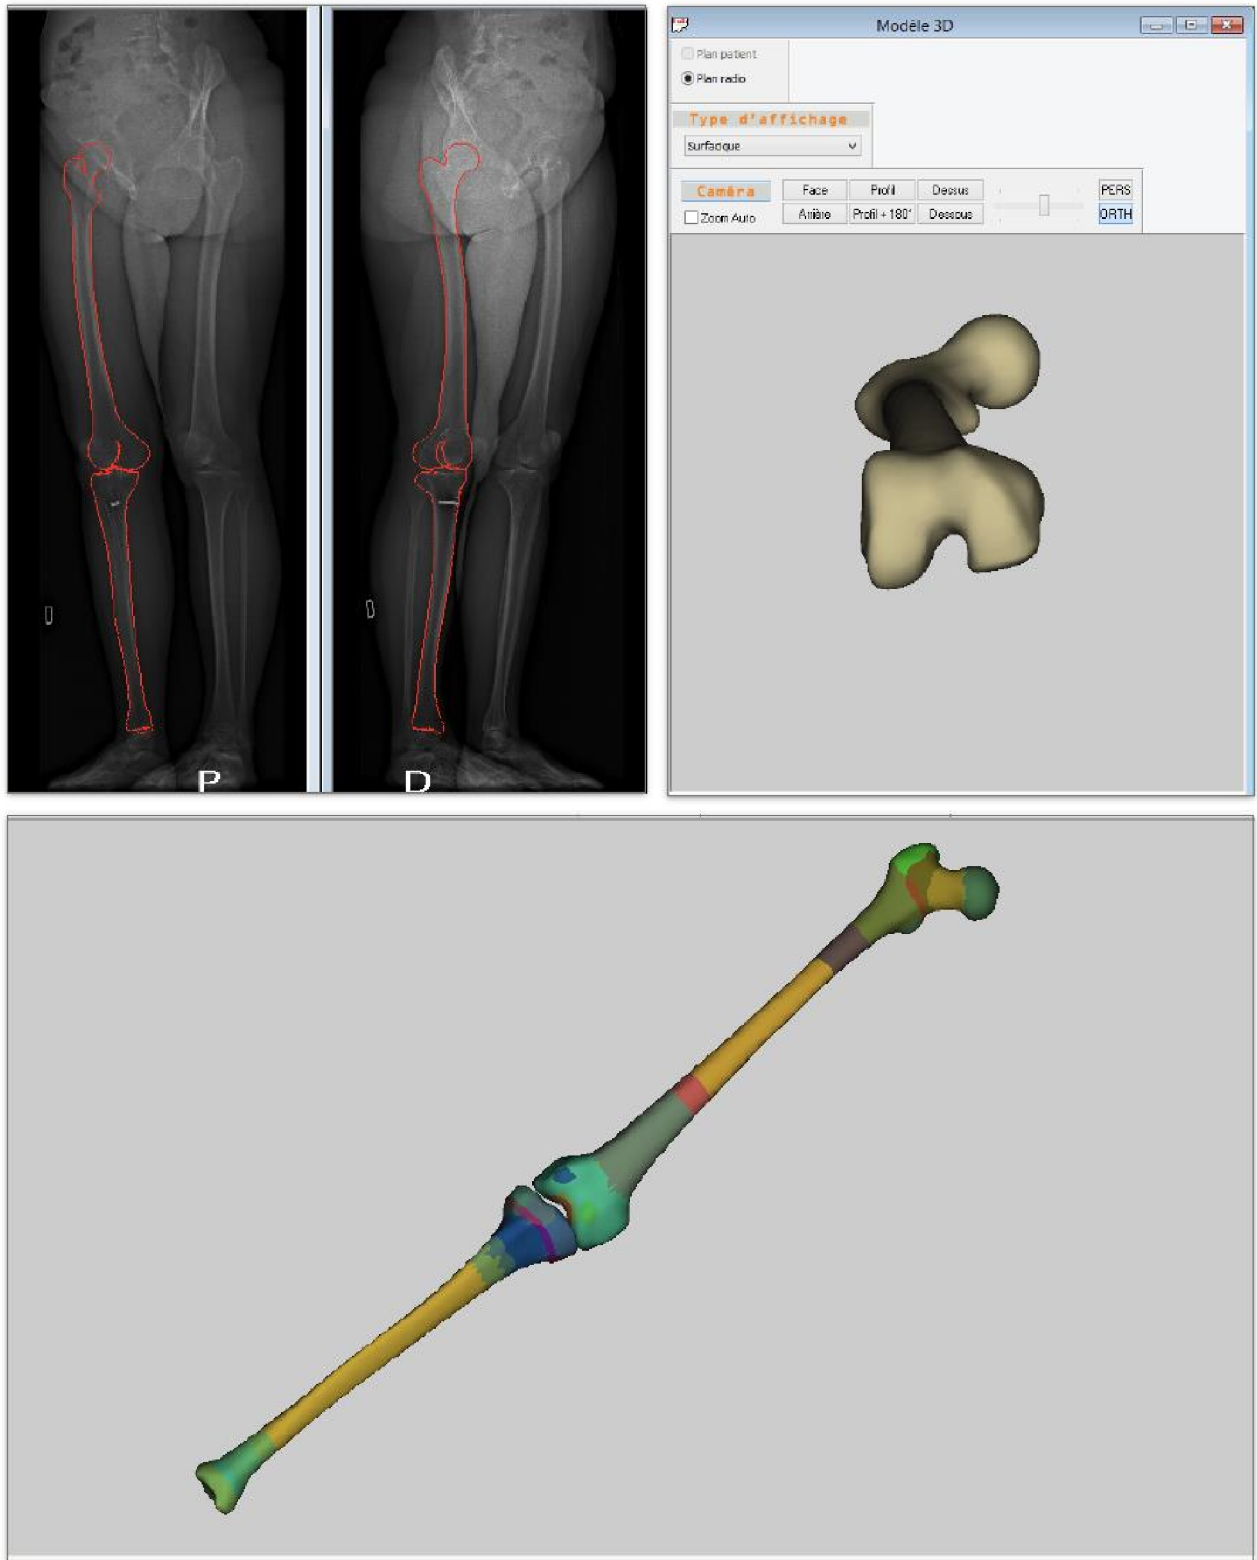 Modèle 3D
Plan patient
Plan radio
Type d'affichage
Surfacique
Caméra
Face
Profil
Dessus
PERS
Zoom Auto
Arrière
Profil + 180°
Dessous
ORTH
P
D